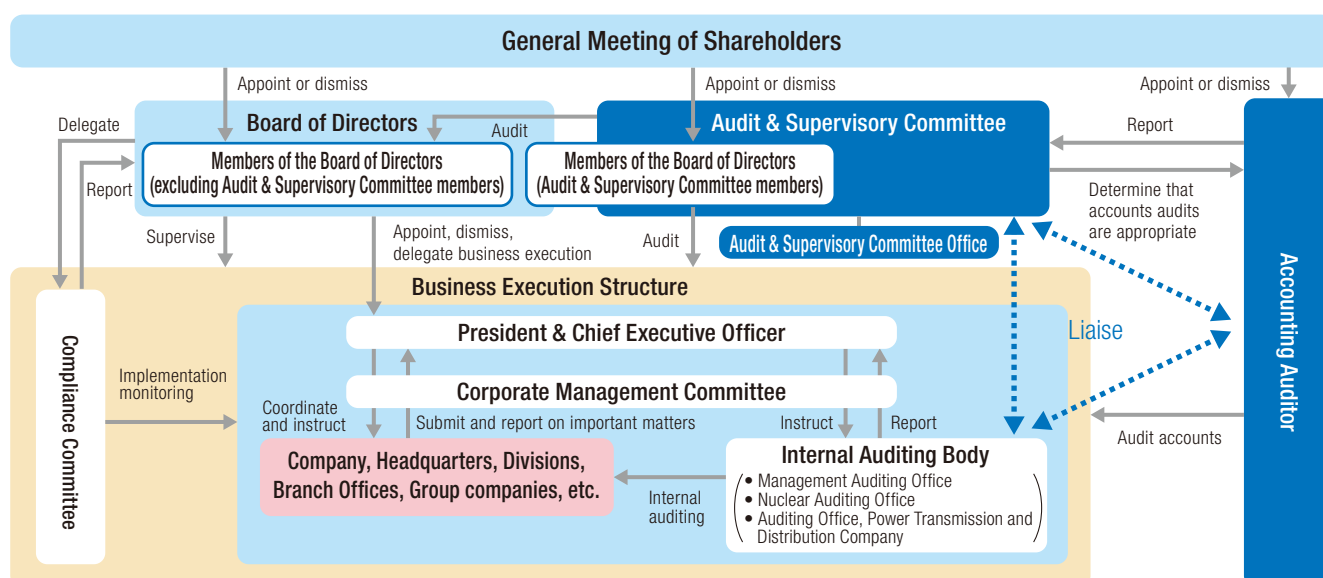 General Meeting of Shareholders
Appoint or dismiss
Appoint or dismiss
Appoint or dismiss
Delegate
Board of Directors
Audit
Audit & Supervisory Committee
Report
Members of the Board of Directors
(excluding Audit & Supervisory Committee members)
Members of the Board of Directors
(Audit & Supervisory Committee members)
Report
Determine that
accounts audits
are appropriate
Supervise
Appoint, dismiss,
delegate business execution
Audit
Audit & Supervisory Committee Office
Accounting Auditor
Business Execution Structure
Compliance Committee
President & Chief Executive Officer
Liaise
Implementation
monitoring
Corporate Management Committee
Coordinate
and instruct
Submit and report on important matters
Instruct
Report
Audit accounts
Company, Headquarters, Divisions,
Branch Offices, Group companies, etc.
Internal
auditing
Internal Auditing Body
• Management Auditing Office
• Nuclear Auditing Office
• Auditing Office, Power Transmission and
Distribution Company